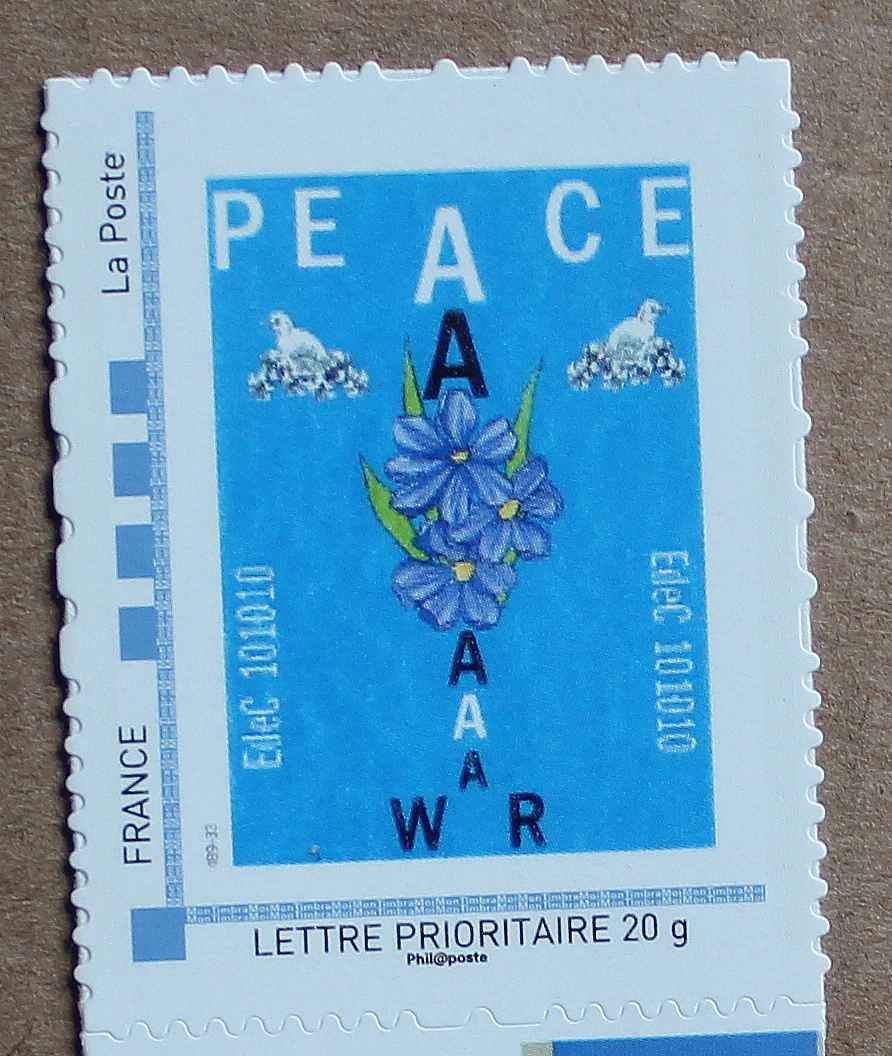 La Poste
FRANCE
PEACE
A
A
A
A
W R
EdeC 101010
EdeC 101010
LETTRE PRIORITAIRE 20 g
Phil@poste